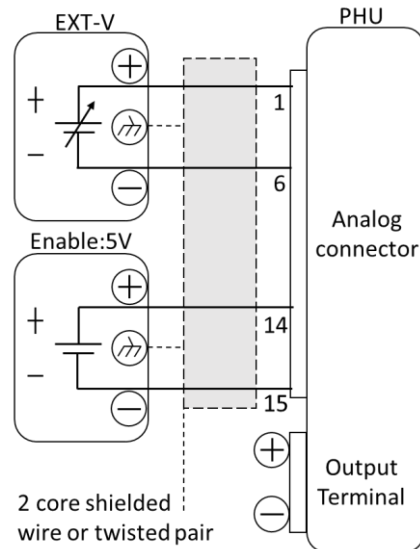 EXT-V
PHU
+
1
−
6
Analog
connector
Enable:5V
+
14
−
15
Output
Terminal
2 core shielded
wire or twisted pair